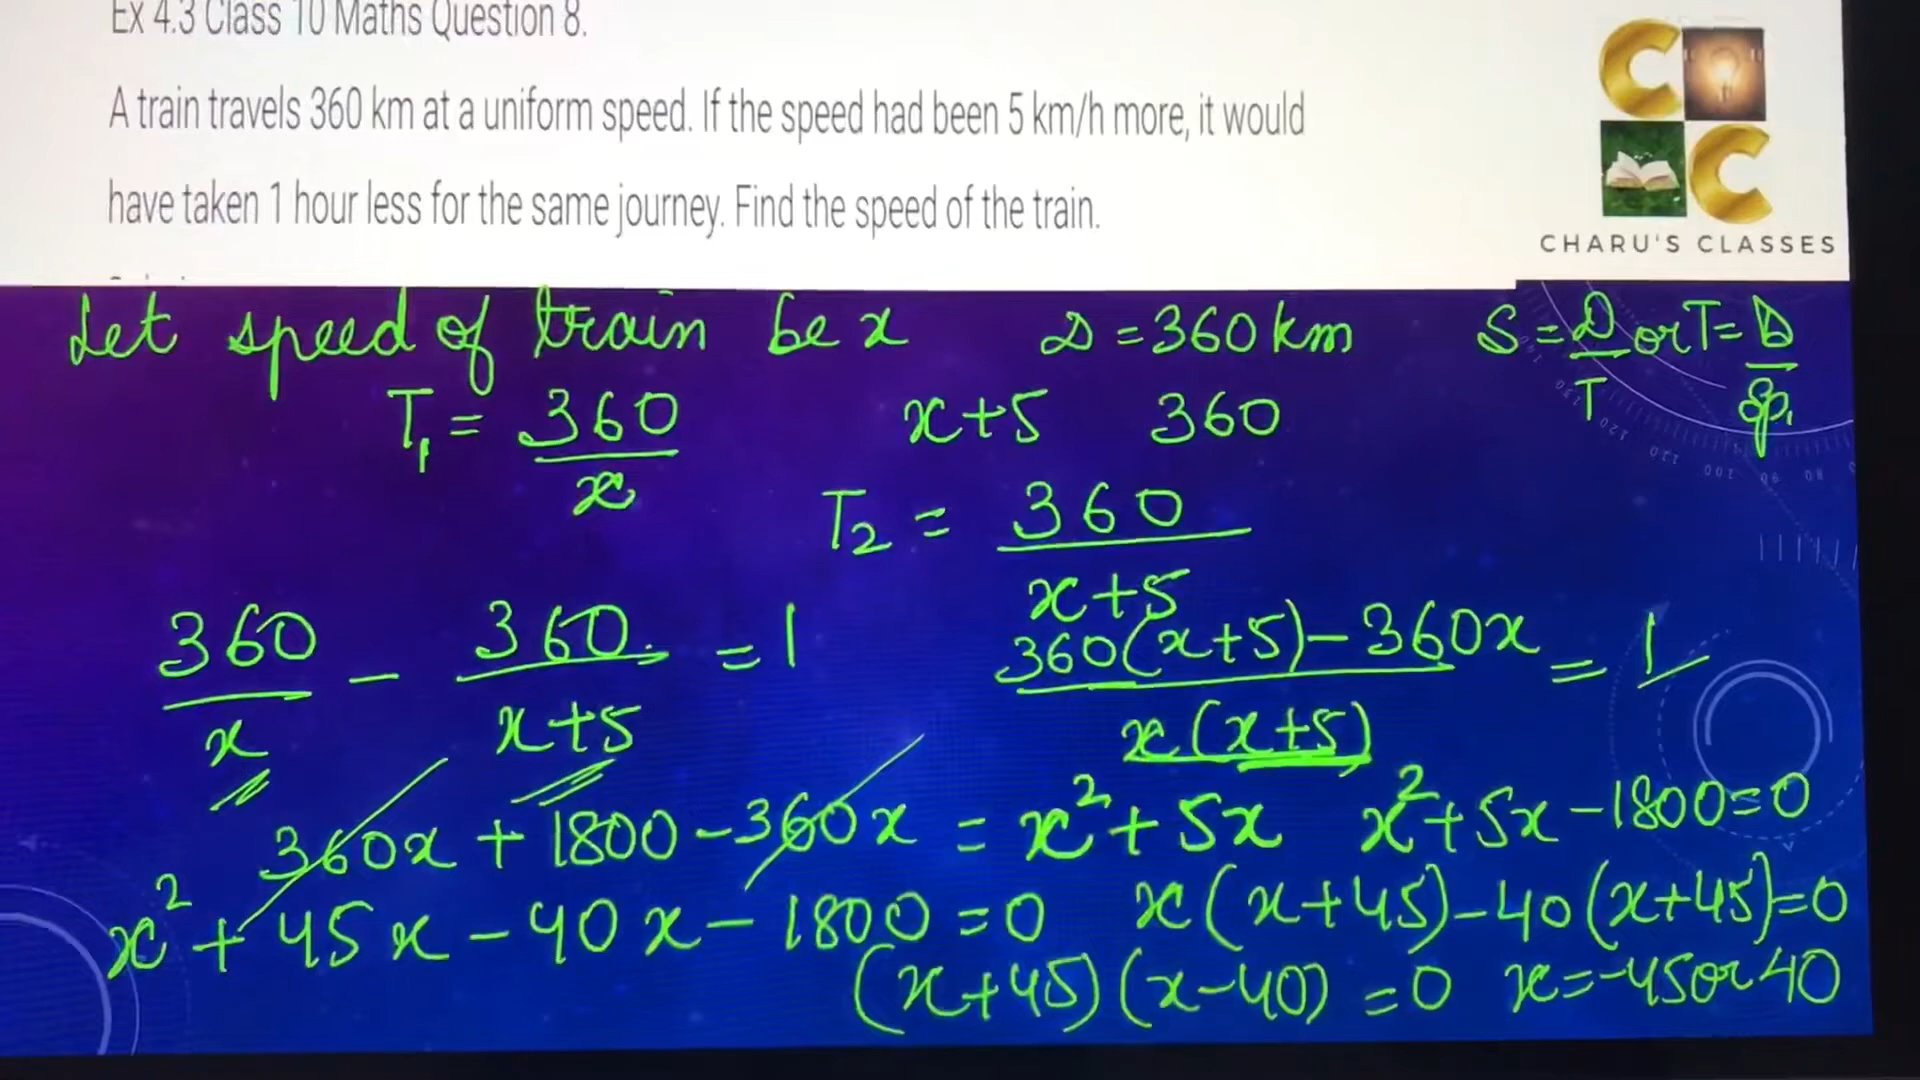 Ex 4.3 Class 10 Maths Question 8.
A train travels 360 km at a uniform speed. If the speed had been 5 km/h more, it would
have taken 1 hour less for the same journey. Find the speed of the train.
C
C
CHARU'S CLASSES
Let speed of train be x D = 360 km S = D/T or T = D/Sp.
T₁ = 360/x x+5 360
T₂ = 360/x+5
360/x - 360/x+5 = 1 360(x+5)-360x/x(x+5) = 1
360x + 1800 - 360x = x² + 5x x² + 5x - 1800 = 0
x² + 45x - 40x - 1800 = 0 x(x+45) - 40(x+45) = 0
(x+45)(x-40) = 0 x = -45 or 40